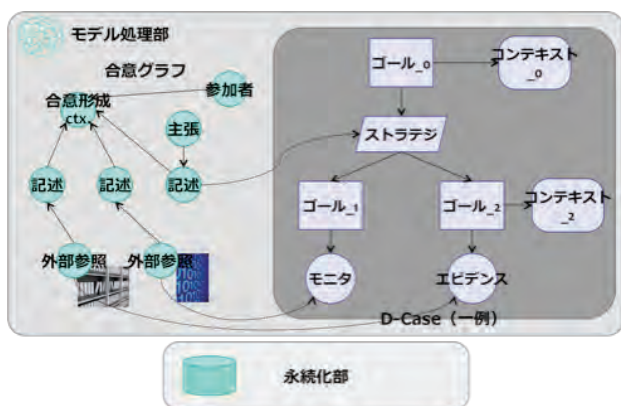 モデル処理部
合意グラフ
参加者
合意形成
ctx.
主張
記述
記述
記述
外部参照
外部参照
ゴール_0
コンテキスト
_0
ストラテジ
ゴール_1
ゴール_2
コンテキスト
_2
モニタ
エビデンス
D-Case（一例）
永続化部